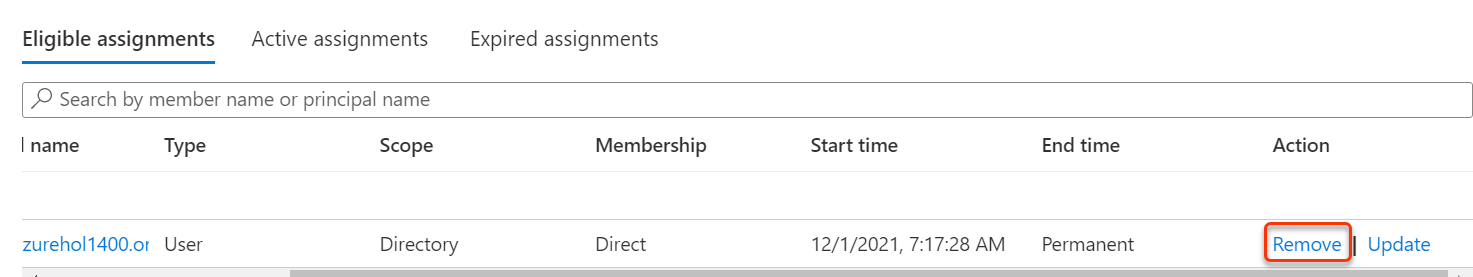 Eligible assignments Active assignments Expired assignments
Search by member name or principal name
name Type Scope Membership Start time End time Action
zurehol1400.or User Directory Direct 12/1/2021, 7:17:28 AM Permanent Remove | Update